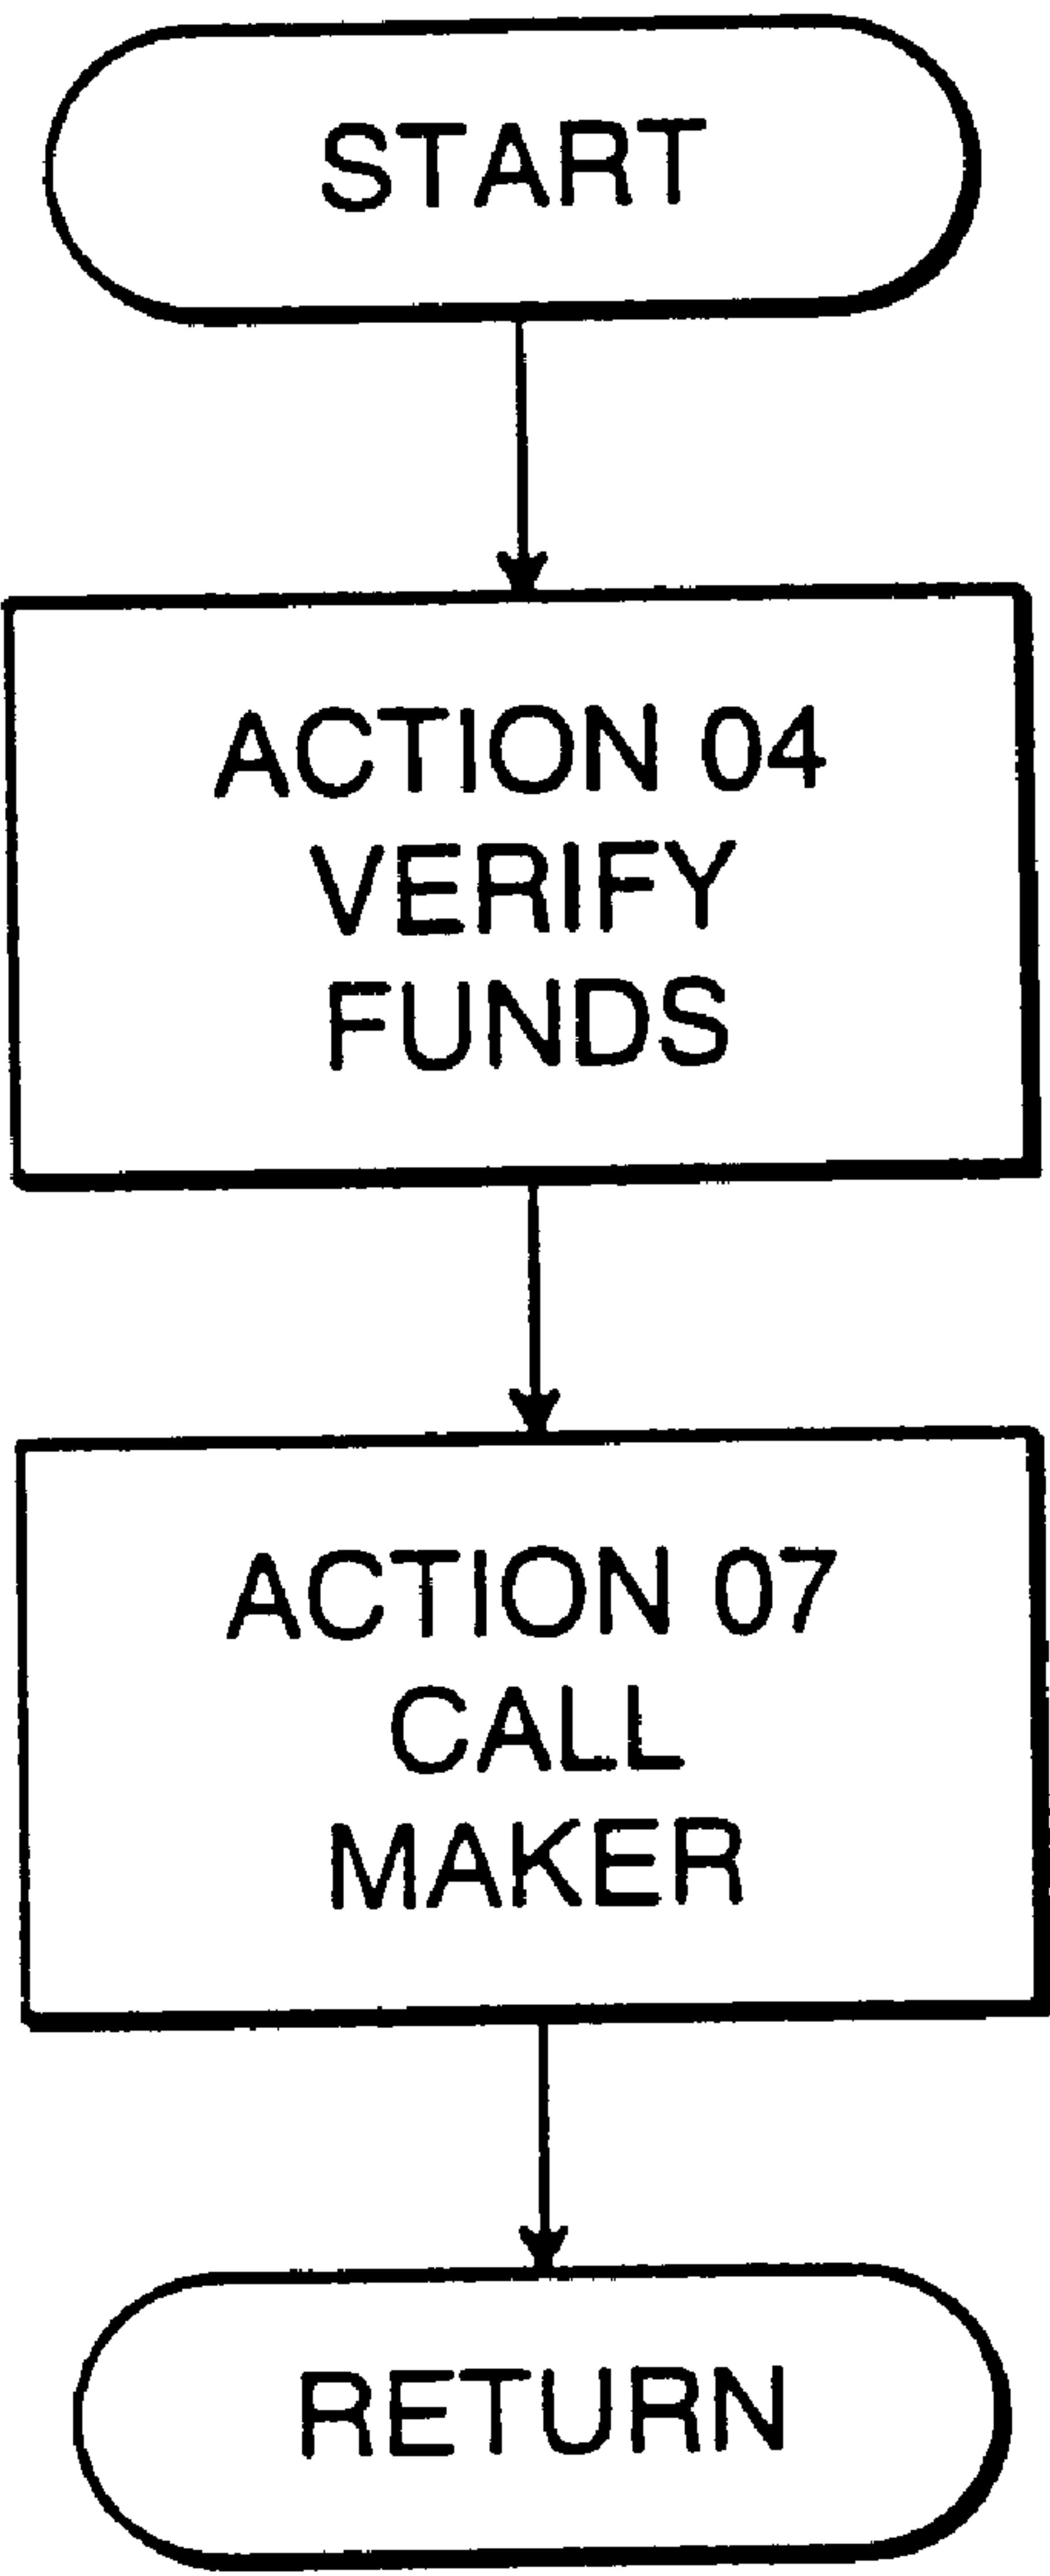 START
ACTION 04
VERIFY
FUNDS
ACTION 07
CALL
MAKER
RETURN